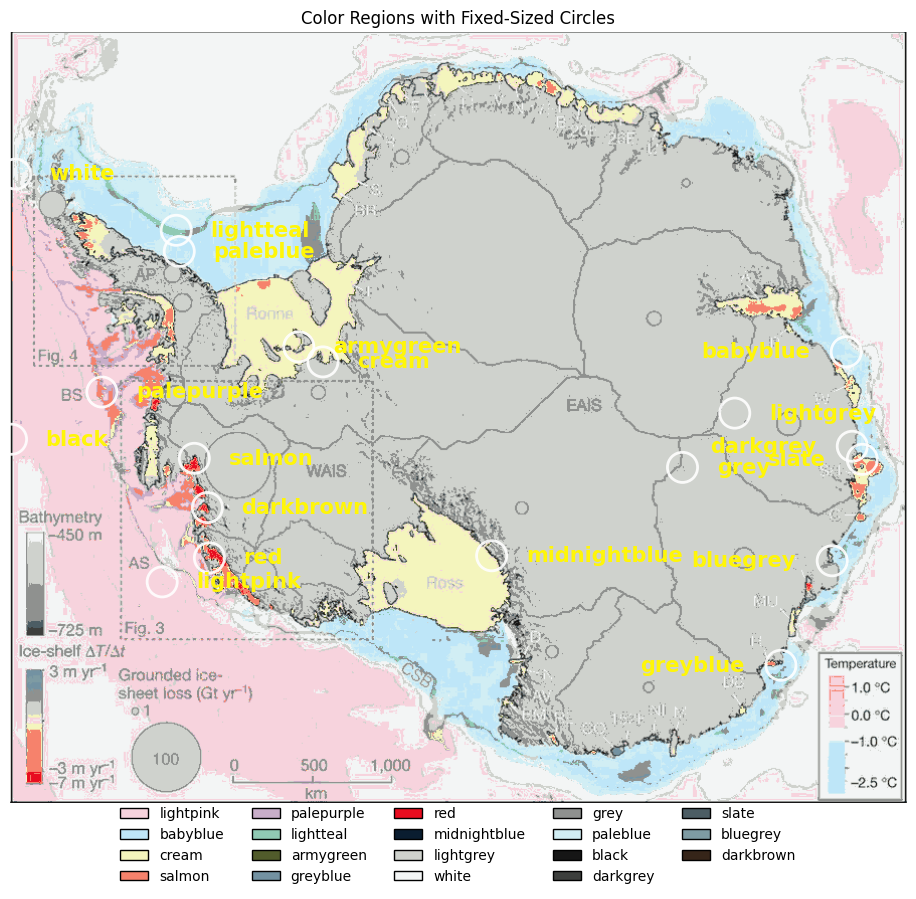 Color Regions with Fixed-Sized Circles
white
lightteal
paleblue
AP
Ronne
armygreen
cream
babyblue
Fig. 4
BS
palepurple
EAIS
lightgrey
black
darkgrey
salmon
WAIS
grey
slate
darkbrown
Bathymetry
−450 m
red
midnightblue
bluegrey
AS
lightpink
Ross
MU
−725 m
Fig. 3
Ice-shelf ΔT/Δt
3 m yr−1
greyblue
Grounded ice-
sheet loss (Gt yr−1)
1
CSB
Temperature
1.0 °C
0.0 °C
−1.0 °C
−2.5 °C
100
−3 m yr−1
−7 m yr−1
0 500 1,000
km
lightpink palepurple red grey slate
babyblue lightteal midnightblue paleblue bluegrey
cream armygreen lightgrey black darkbrown
salmon greyblue white darkgrey